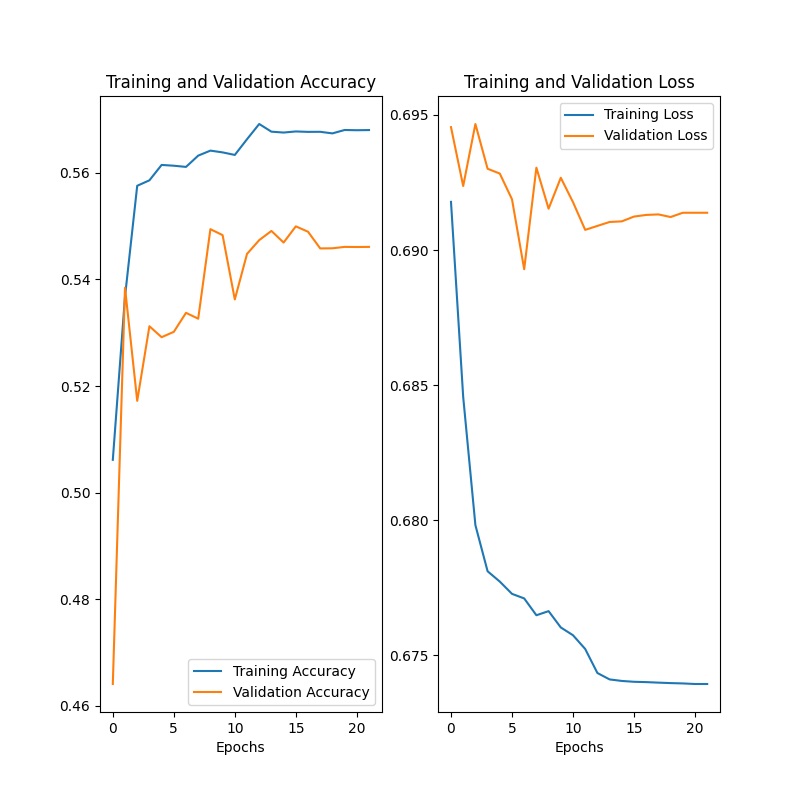 Training and Validation Accuracy
0.56
0.54
0.52
0.50
0.48
0.46
Training Accuracy
Validation Accuracy
0 5 10 15 20
Epochs
Training and Validation Loss
0.695
0.690
0.685
0.680
0.675
Training Loss
Validation Loss
0 5 10 15 20
Epochs